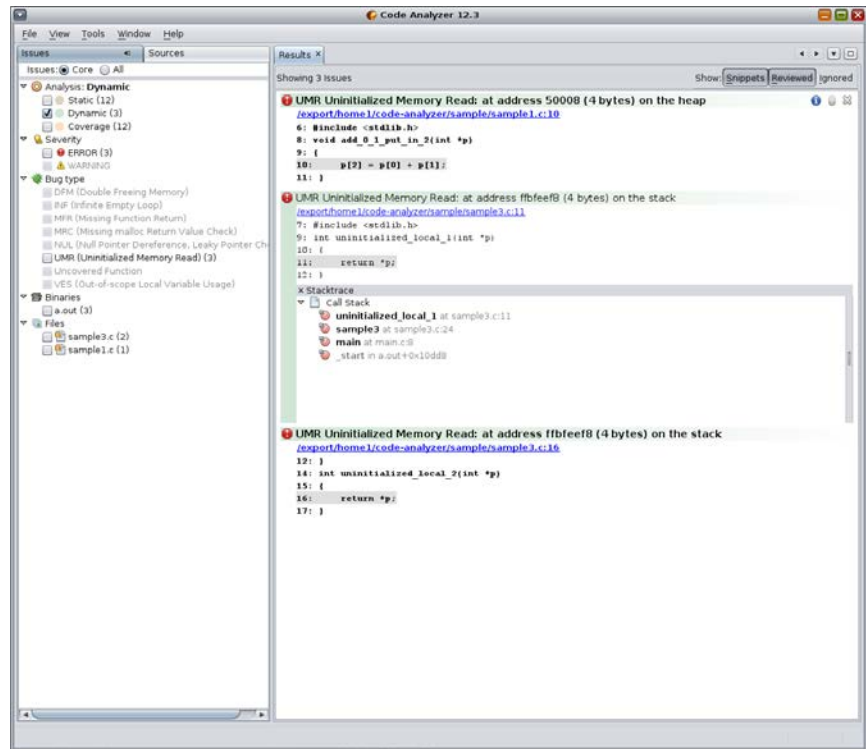 Code Analyzer 12.3
File View Tools Window Help
Issues Sources
Issues: Core All
Analysis: Dynamic
Static (12)
Dynamic (3)
Coverage (12)
Severity
ERROR (3)
WARNING
Bug type
DFM (Double Freeing Memory)
INF (Infinite Empty Loop)
MFR (Missing Function Return)
MRC (Missing malloc Return Value Check)
NUL (Null Pointer Dereference, Leaky Pointer Ch
UMR (Uninitialized Memory Read) (3)
Uncovered Function
VES (Out-of-scope Local Variable Usage)
Binaries
a.out (3)
Files
sample3.c (2)
sample1.c (1)
Results ×
Showing 3 Issues Show: Snippets Reviewed Ignored
UMR Uninitialized Memory Read: at address 50008 (4 bytes) on the heap
/export/home1/code-analyzer/sample/sample1.c:10
6: #include <stdlib.h>
8: void add_0_1_put_in_2(int *p)
9: {
10: p[2] = p[0] + p[1];
11: }
UMR Uninitialized Memory Read: at address ffbfeef8 (4 bytes) on the stack
/export/home1/code-analyzer/sample/sample3.c:11
7: #include <stdlib.h>
9: int uninitialized_local_1(int *p)
10: {
11: return *p;
12: }
× Stacktrace
Call Stack
uninitialized_local_1 at sample3.c:11
sample3 at sample3.c:24
main at main.c:8
_start in a.out+0x10dd8
UMR Uninitialized Memory Read: at address ffbfeef8 (4 bytes) on the stack
/export/home1/code-analyzer/sample/sample3.c:16
12: }
14: int uninitialized_local_2(int *p)
15: {
16: return *p;
17: }